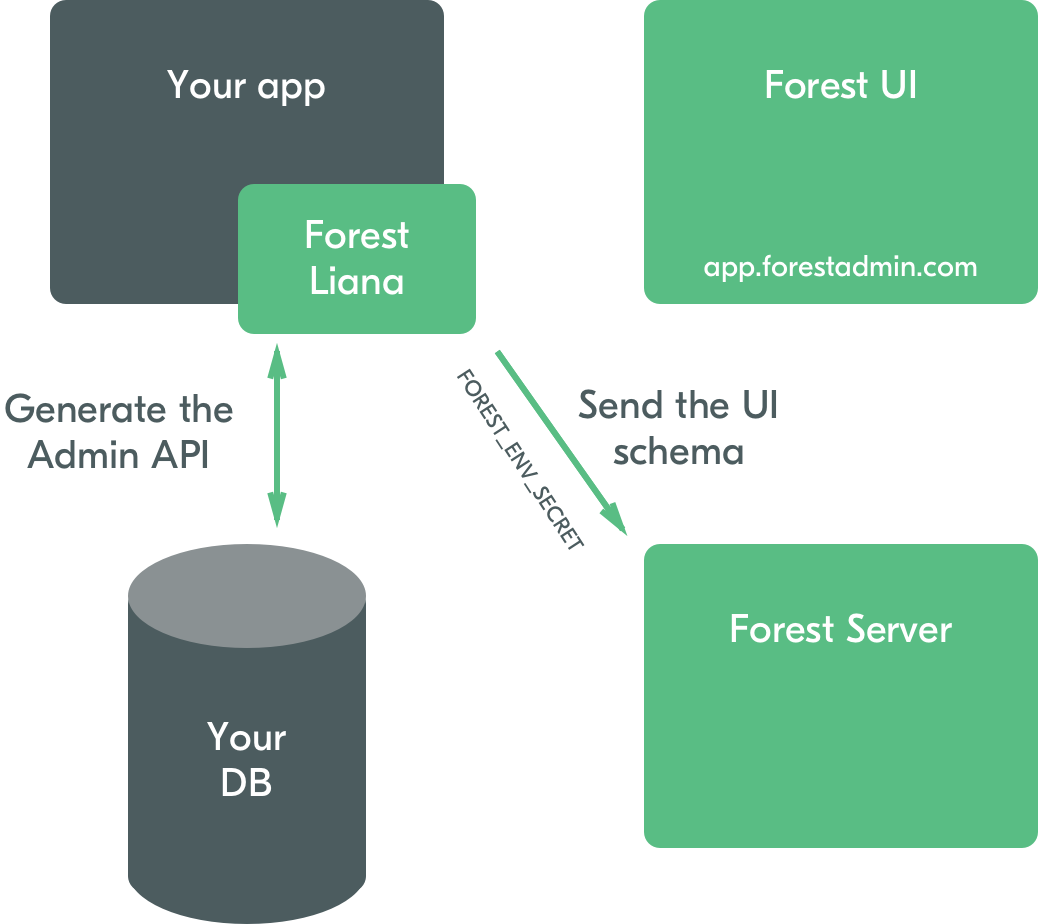 Your app
Forest UI
Forest
Liana
app.forestadmin.com
Generate the
Admin API
FOREST_ENV_SECRET
Send the UI
schema
Forest Server
Your
DB